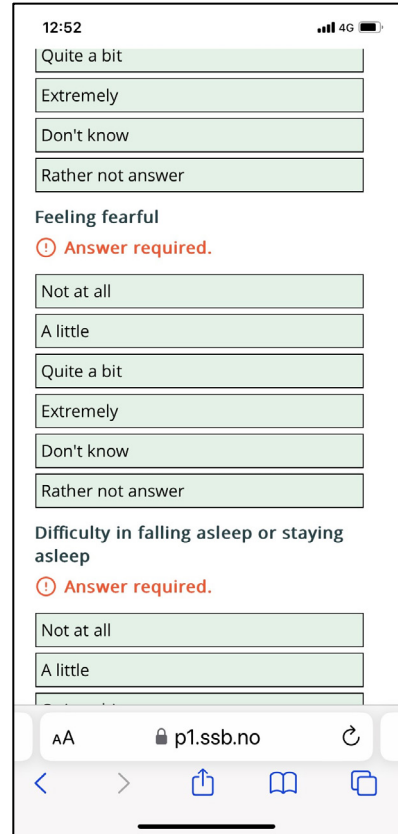 12:52
4G
Quite a bit
Extremely
Don't know
Rather not answer
Feeling fearful
Answer required.
Not at all
A little
Quite a bit
Extremely
Don't know
Rather not answer
Difficulty in falling asleep or staying
asleep
Answer required.
Not at all
A little
AA
p1.ssb.no